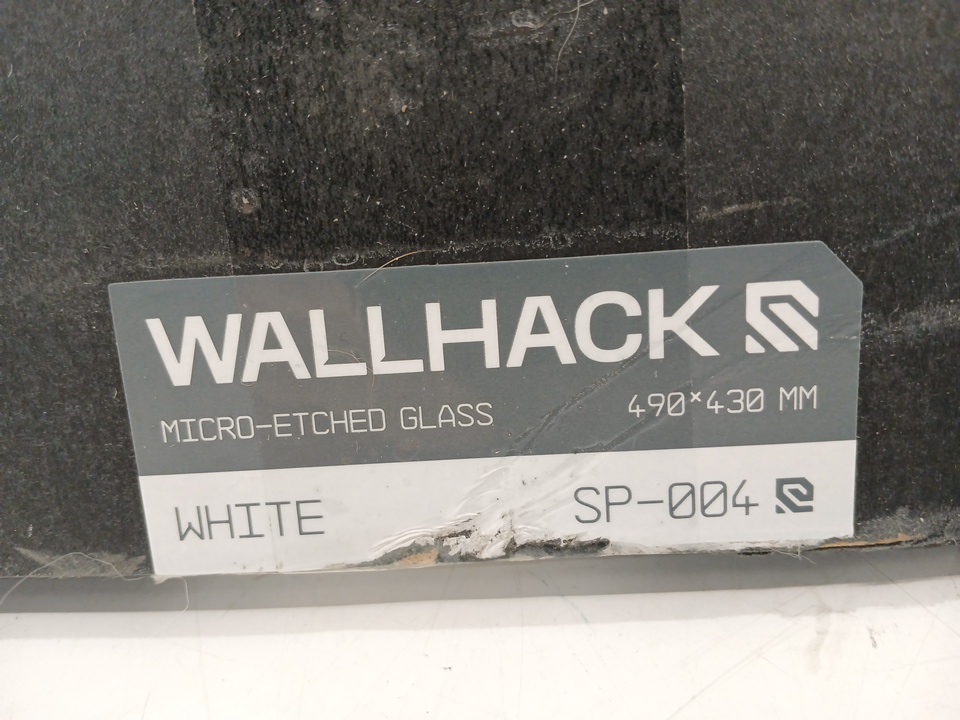 WALLHACK
MICRO-ETCHED GLASS
490×430 MM
WHITE
SP-004